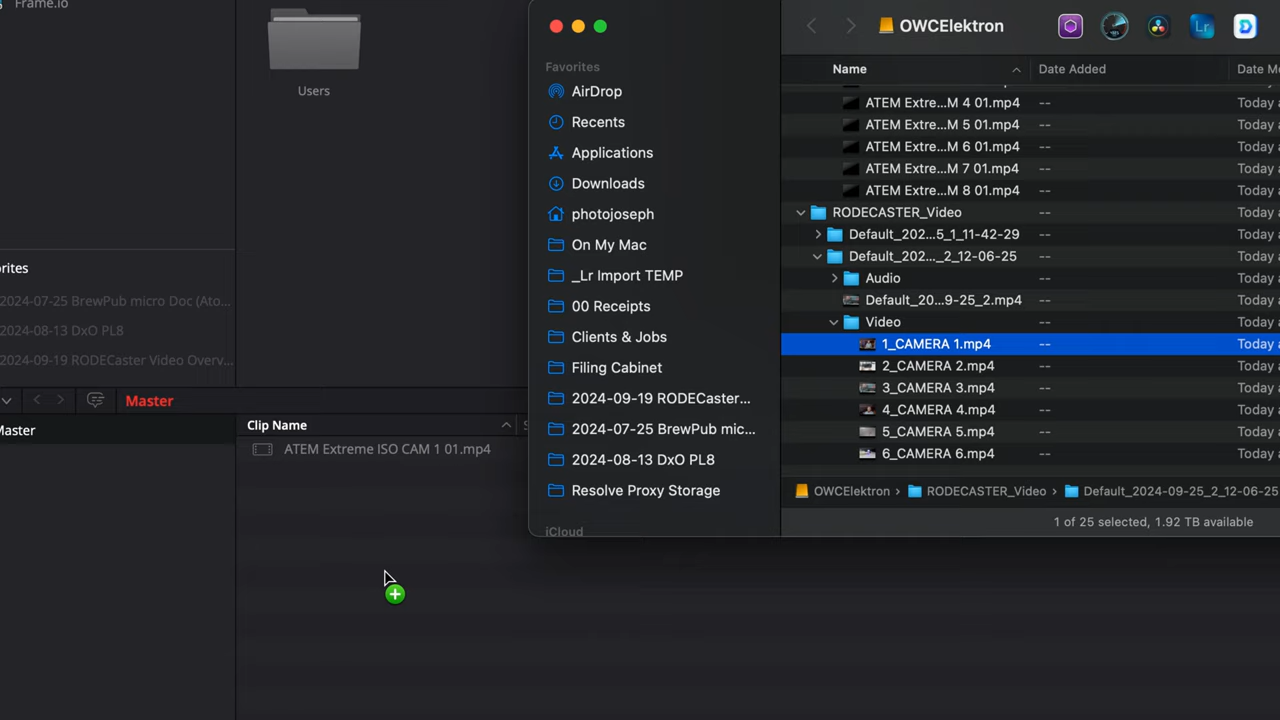 Frame.io
Users
rites
2024-07-25 BrewPub micro Doc (Ato...
2024-08-13 DxO PL8
2024-09-19 RODECaster Video Overv...
Master
Master
Clip Name
S
ATEM Extreme ISO CAM 1 01.mp4
Favorites
AirDrop
Recents
Applications
Downloads
photojoseph
On My Mac
_Lr Import TEMP
00 Receipts
Clients & Jobs
Filing Cabinet
2024-09-19 RODECaster...
2024-07-25 BrewPub mic...
2024-08-13 DxO PL8
Resolve Proxy Storage
iCloud
OWCElektron
Lr
Name Date Added Date M
ATEM Extre...M 4 01.mp4 -- Today a
ATEM Extre...M 5 01.mp4 -- Today a
ATEM Extre...M 6 01.mp4 -- Today a
ATEM Extre...M 7 01.mp4 -- Today a
ATEM Extre...M 8 01.mp4 -- Today a
RODECASTER_Video -- Today a
Default_202...5_1_11-42-29 -- Today a
Default_202..._2_12-06-25 -- Today a
Audio -- Today a
Default_20...9-25_2.mp4 -- Today a
Video -- Today a
1_CAMERA 1.mp4 -- Today a
2_CAMERA 2.mp4 -- Today a
3_CAMERA 3.mp4 -- Today a
4_CAMERA 4.mp4 -- Today a
5_CAMERA 5.mp4 -- Today a
6_CAMERA 6.mp4 -- Today a
OWCElektron › RODECASTER_Video › Default_2024-09-25_2_12-06-25
1 of 25 selected, 1.92 TB available